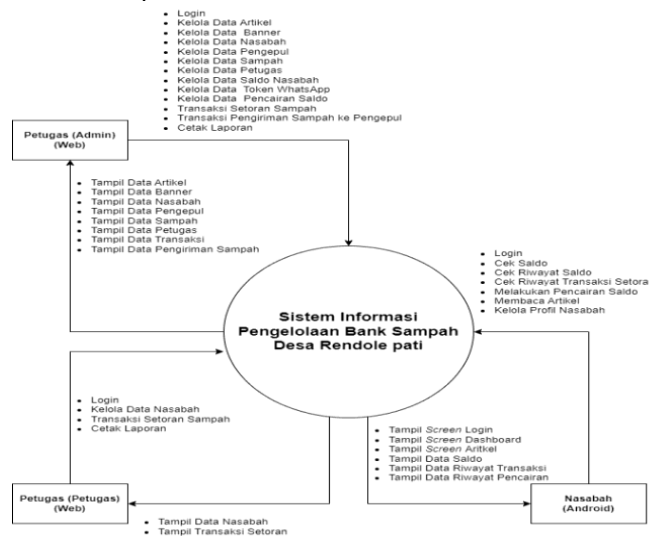 • Login
• Kelola Data Artikel
• Kelola Data Banner
• Kelola Data Nasabah
• Kelola Data Pengepul
• Kelola Data Sampah
• Kelola Data Petugas
• Kelola Data Saldo Nasabah
• Kelola Data Token WhatsApp
• Kelola Data Pencairan Saldo
• Transaksi Setoran Sampah
• Transaksi Pengiriman Sampah ke Pengepul
• Cetak Laporan
Petugas (Admin)
(Web)
• Tampil Data Artikel
• Tampil Data Banner
• Tampil Data Nasabah
• Tampil Data Pengepul
• Tampil Data Sampah
• Tampil Data Petugas
• Tampil Data Transaksi
• Tampil Data Pengiriman Sampah
• Login
• Cek Saldo
• Cek Riwayat Saldo
• Cek Riwayat Transaksi Setora
• Melakukan Pencairan Saldo
• Membaca Artikel
• Kelola Profil Nasabah
Sistem Informasi
Pengelolaan Bank Sampah
Desa Rendole pati
• Login
• Kelola Data Nasabah
• Transaksi Setoran Sampah
• Cetak Laporan
• Tampil Screen Login
• Tampil Screen Dashboard
• Tampil Screen Aritkel
• Tampil Data Saldo
• Tampil Data Riwayat Transaksi
• Tampil Data Riwayat Pencairan
Petugas (Petugas)
(Web)
Nasabah
(Android)
• Tampil Data Nasabah
• Tampil Transaksi Setoran